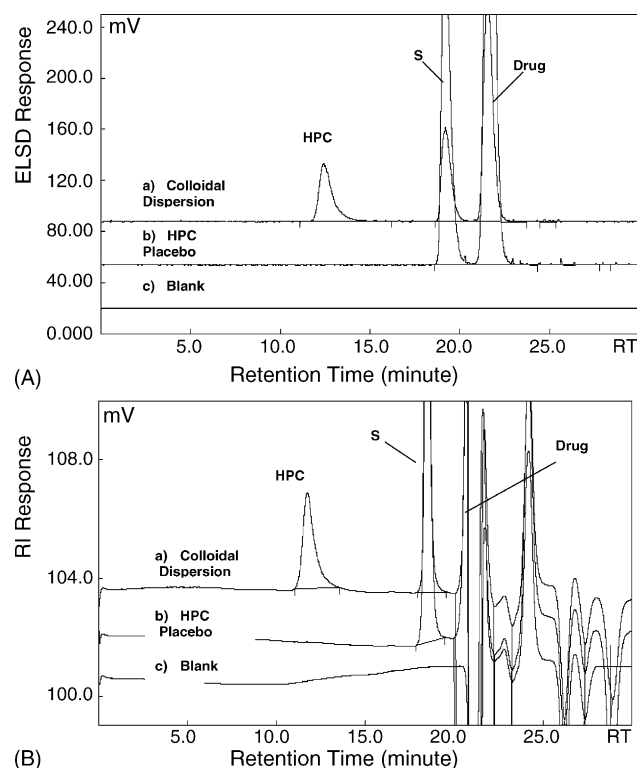 mV
240.0
200.0
160.0
120.0
80.00
40.00
0.000
ELSD Response
S
Drug
HPC
a) Colloidal
Dispersion
b) HPC
Placebo
c) Blank
5.0
10.0
15.0
20.0
25.0
RT
(A)
Retention Time (minute)
mV
108.0
104.0
100.0
RI Response
S
Drug
HPC
a) Colloidal
Dispersion
b) HPC
Placebo
c) Blank
5.0
10.0
15.0
20.0
25.0
RT
(B)
Retention Time (minute)